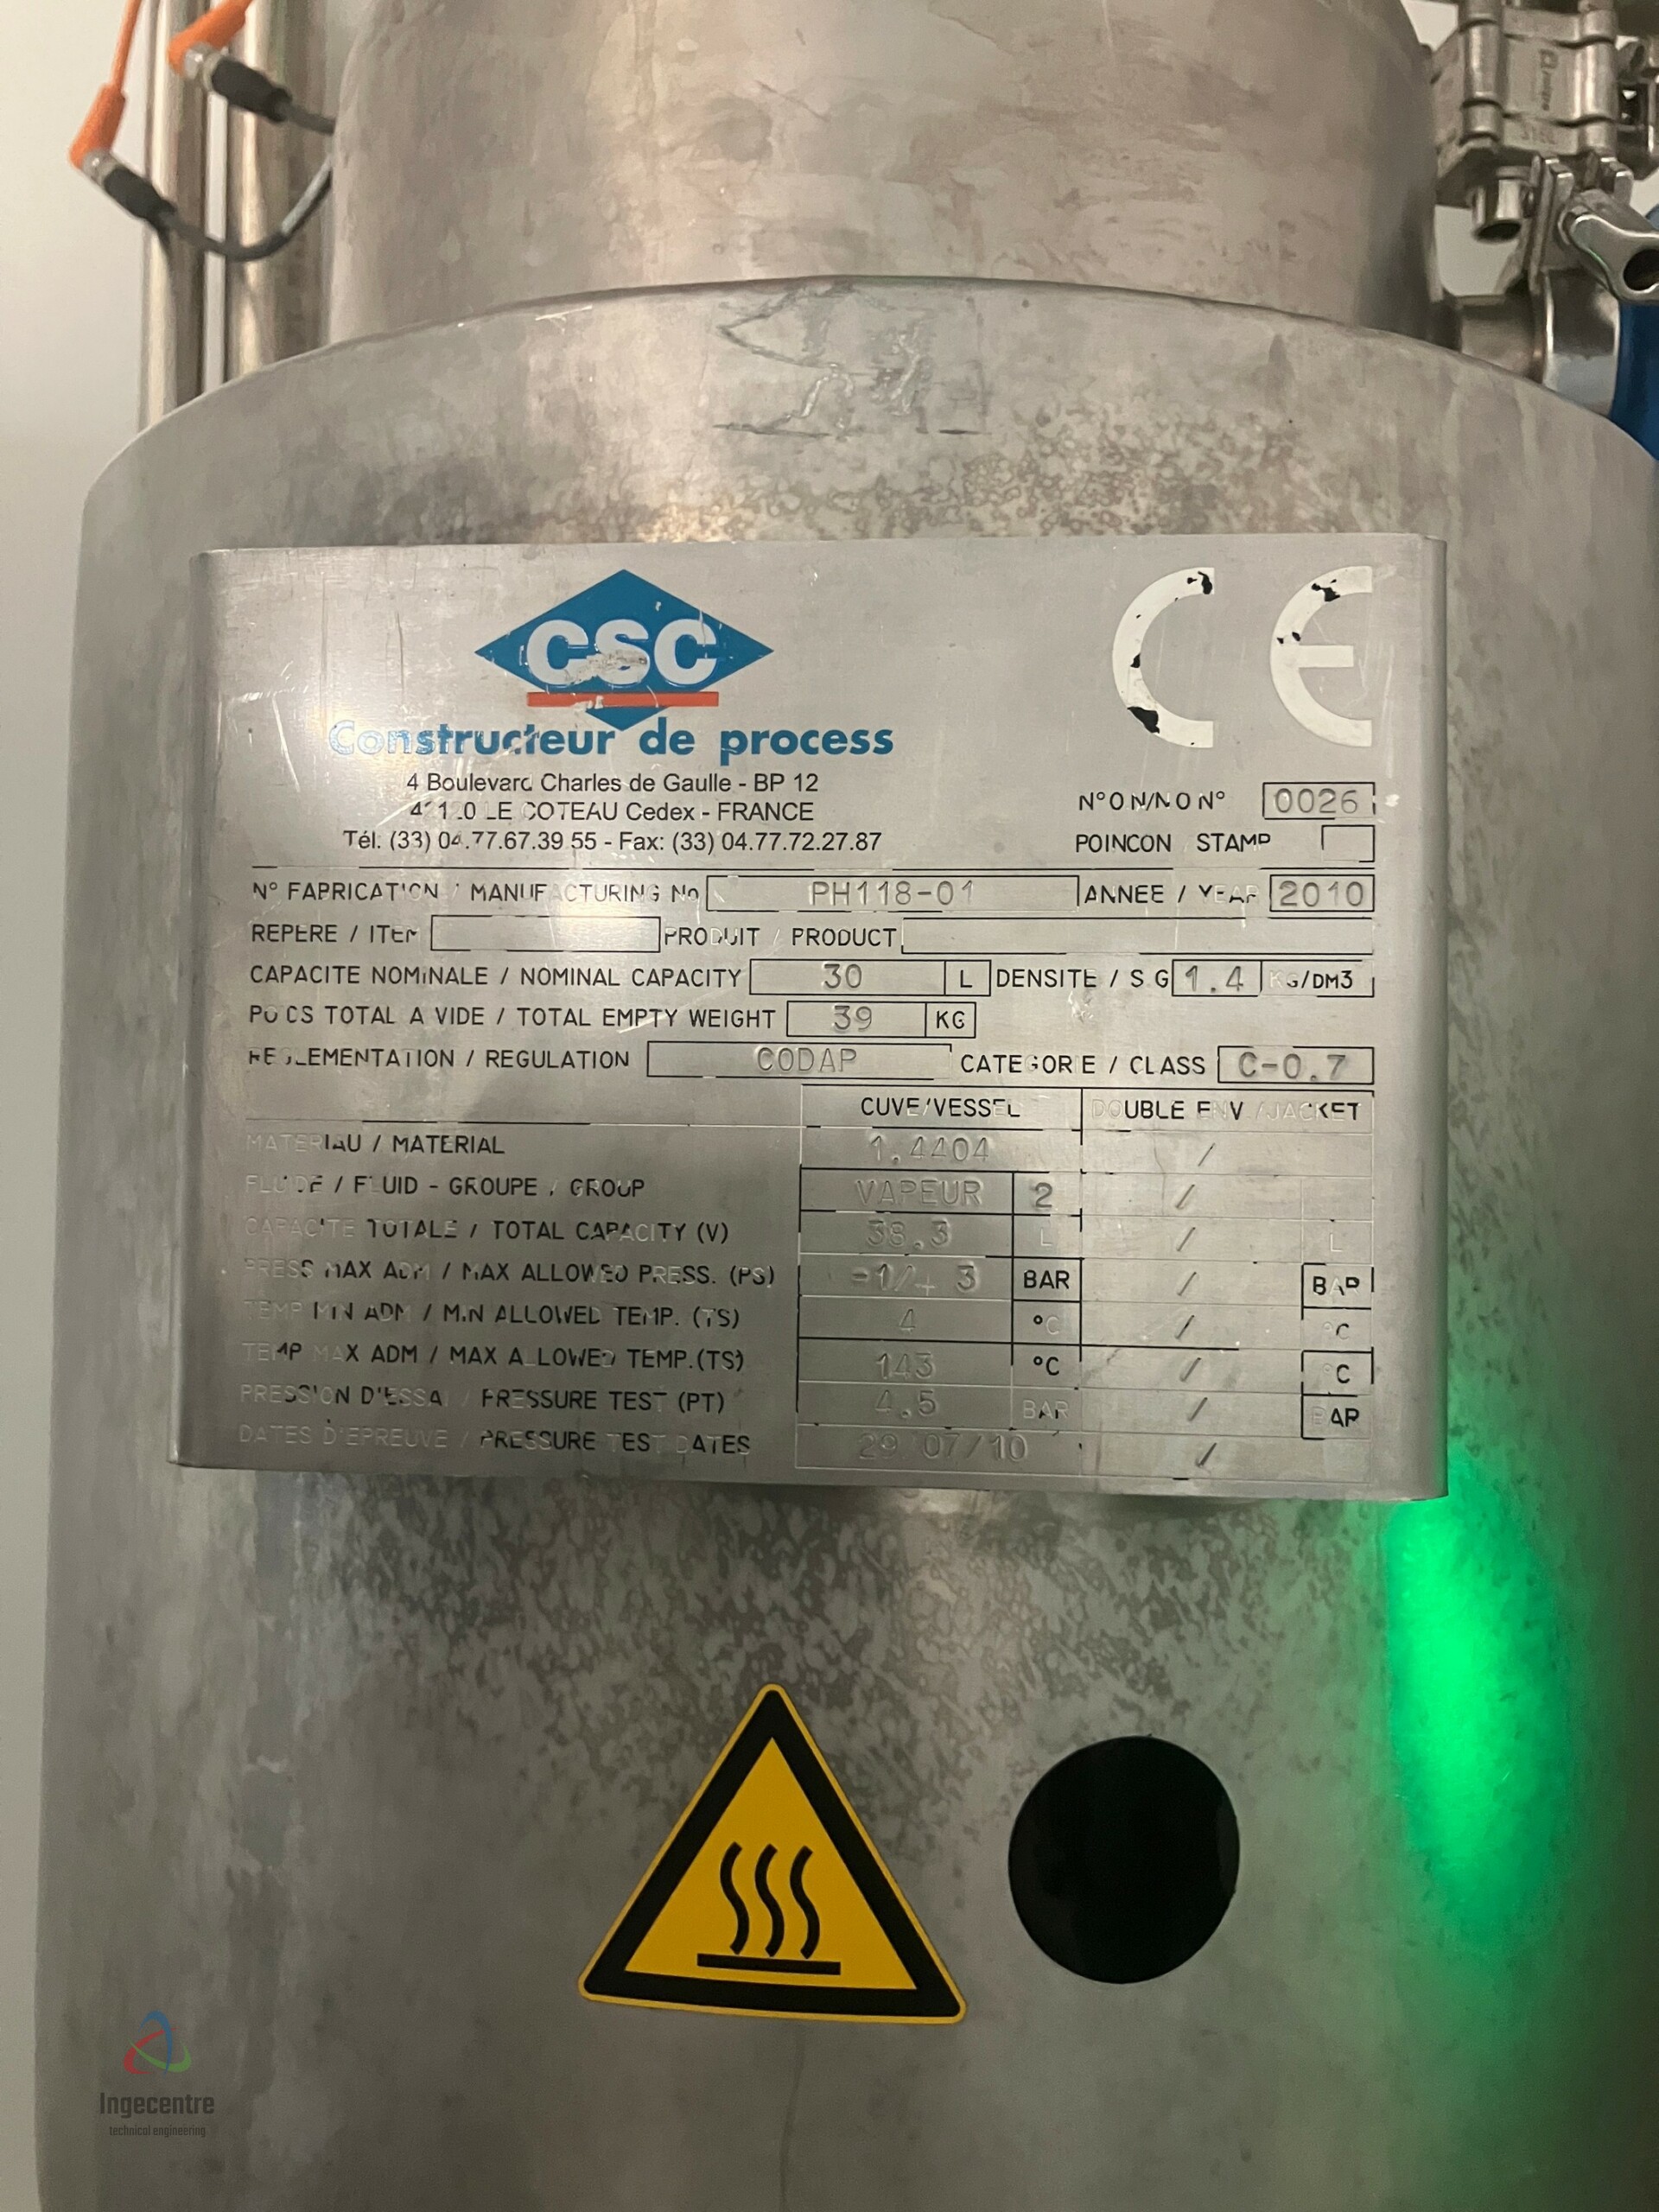 CSC
Constructeur de process
4 Boulevard Charles de Gaulle - BP 12
42120 LE COTEAU Cedex - FRANCE
Tél: (33) 04.77.67.39.55 - Fax: (33) 04.77.72.27.87
CE
N° O N/N O N° 0026
POINCON STAMP
N° FABRICATION / MANUFACTURING No PH118-01 ANNEE / YEAR 2010
REPERE / ITEM PRODUIT / PRODUCT
CAPACITE NOMINALE / NOMINAL CAPACITY 30 L DENSITE / S G 1.4 KG/DM3
POIDS TOTAL A VIDE / TOTAL EMPTY WEIGHT 39 KG
REGLEMENTATION / REGULATION CODAP CATEGORIE / CLASS C-0.7
CUVE/VESSEL DOUBLE ENV./JACKET
MATERIAU / MATERIAL 1.4404 /
FLUIDE / FLUID - GROUPE / GROUP VAPEUR 2 /
CAPACITE TOTALE / TOTAL CAPACITY (V) 38.3 L / L
PRESS MAX ADM / MAX ALLOWED PRESS. (PS) -1/+ 3 BAR / BAR
TEMP MIN ADM / MIN ALLOWED TEMP. (TS) 4 °C / °C
TEMP MAX ADM / MAX ALLOWED TEMP.(TS) 143 °C / °C
PRESSION D'ESSAI / PRESSURE TEST (PT) 4.5 BAR / BAR
DATES D'EPREUVE / PRESSURE TEST DATES 29/07/10 /
Ingecentre
technical engineering